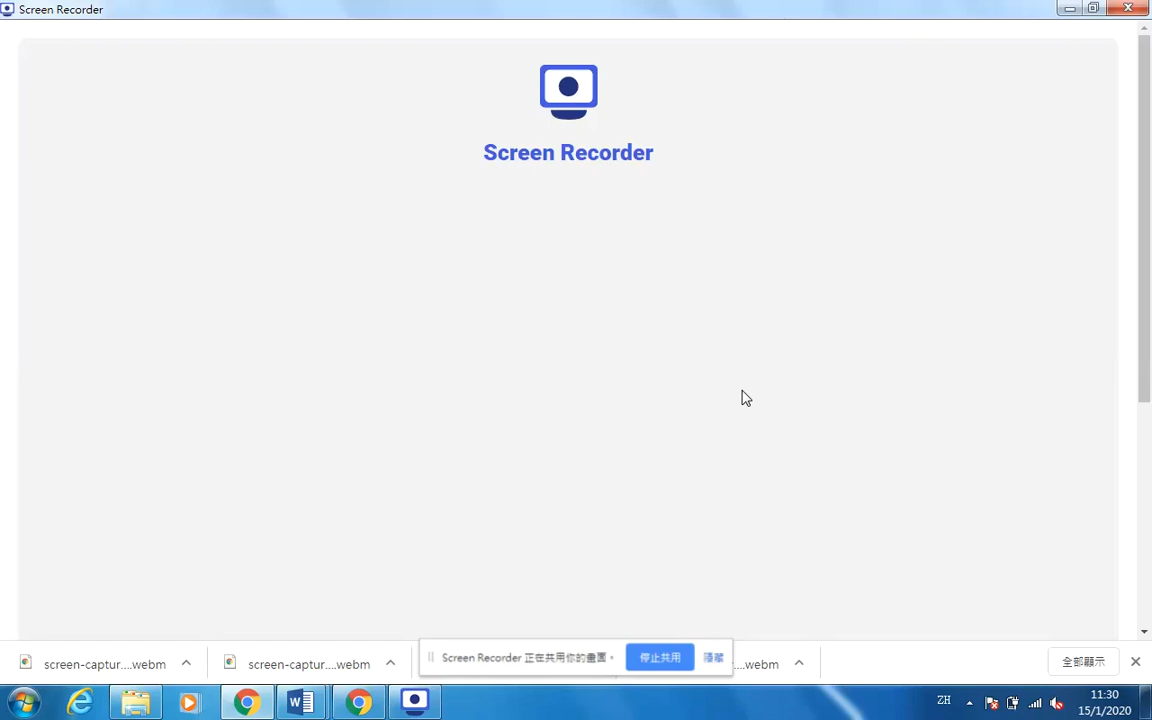 Screen Recorder
Screen Recorder
screen-captur....webm
screen-captur....webm
Screen Recorder 正在共用你的畫面。
停止共用
隱藏
....webm
全部顯示
ZH
11:30
15/1/2020